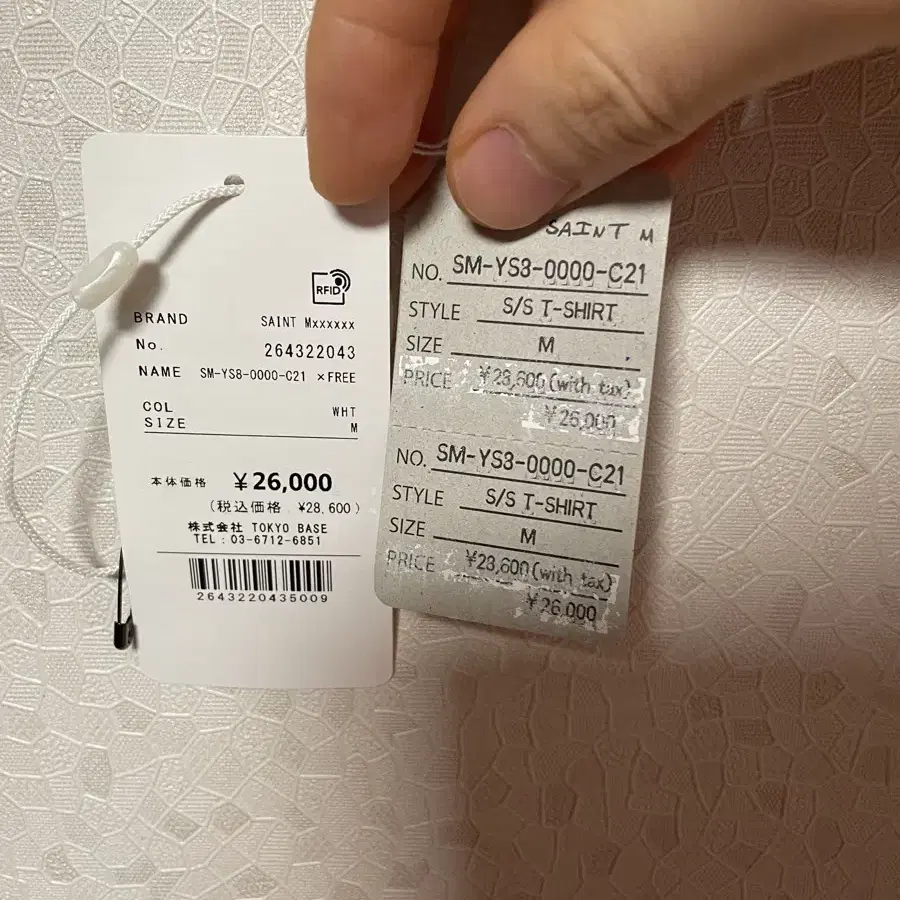 RFID
BRAND SAINT Mxxxxxx
No. 264322043
NAME SM-YS8-0000-C21 ×FREE
COL WHT
SIZE M
本体価格 ¥26,000
(税込価格 ¥28,600)
株式会社 TOKYO BASE
TEL:03-6712-6851
2643220435009
SAINT M
NO. SM-YS8-0000-C21
STYLE S/S T-SHIRT
SIZE M
PRICE ¥28,600(with tax)
¥26,000
NO. SM-YS8-0000-C21
STYLE S/S T-SHIRT
SIZE M
PRICE ¥28,600(with tax)
¥26,000